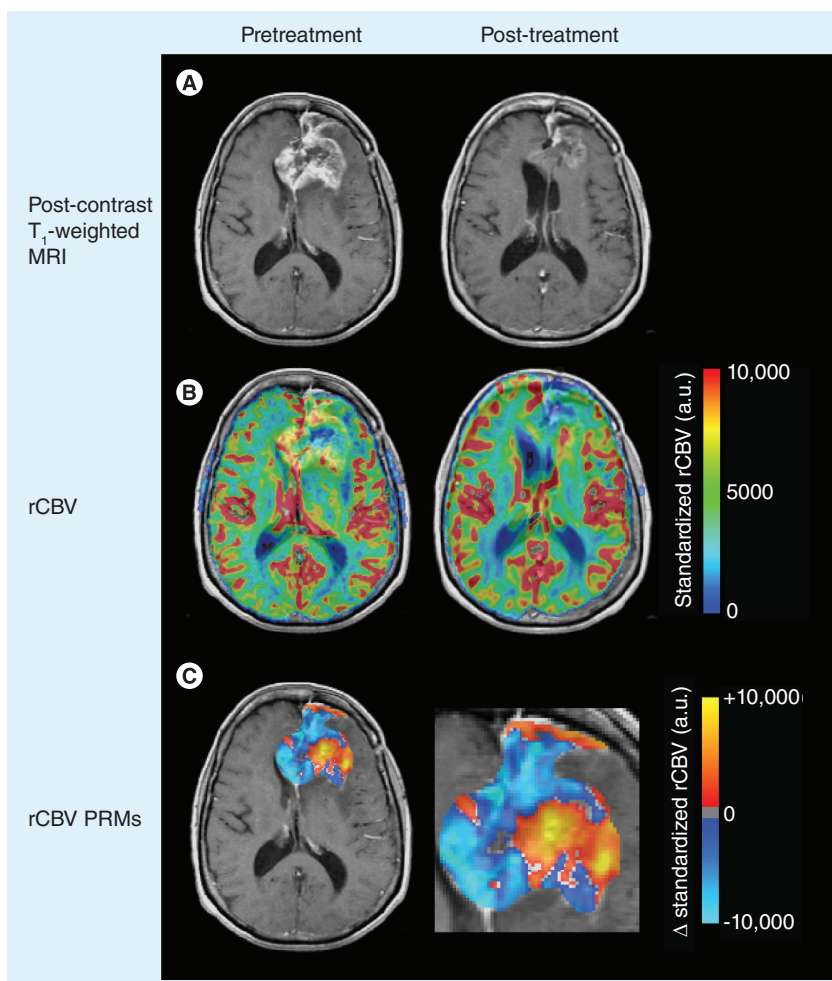 Pretreatment
Post-treatment
A
Post-contrast
T1-weighted
MRI
B
rCBV
Standardized rCBV (a.u.)
10,000
5000
0
C
rCBV PRMs
Δ standardized rCBV (a.u.)
+10,000
0
-10,000